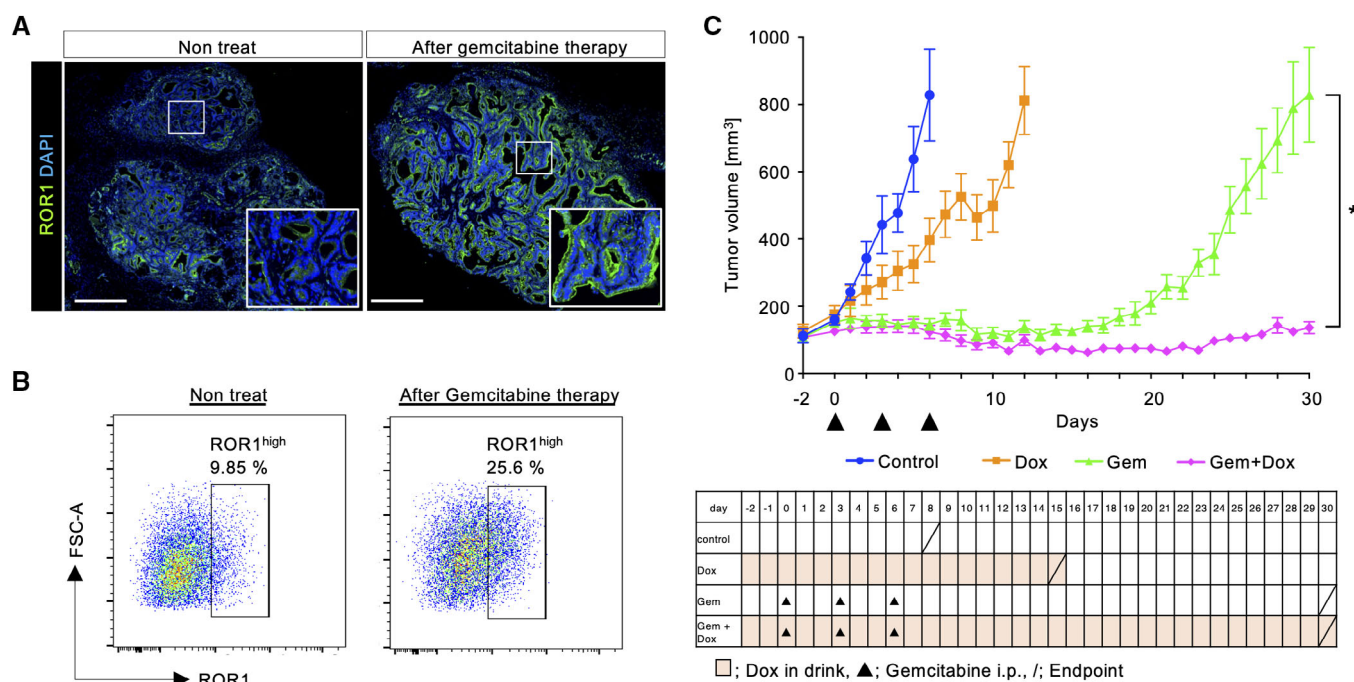 A
Non treat After gemcitabine therapy
ROR1 DAPI
B
Non treat After Gemcitabine therapy
ROR1high
9.85 %
ROR1high
25.6 %
FSC-A
ROR1
C
Tumor volume [mm3]
1000
800
600
400
200
0
-2 0 10 20 30
Days
*
Control Dox Gem Gem+Dox
day -2 -1 0 1 2 3 4 5 6 7 8 9 10 11 12 13 14 15 16 17 18 19 20 21 22 23 24 25 26 27 28 29 30
control
Dox
Gem
Gem +
Dox
; Dox in drink, ▲; Gemcitabine i.p., /; Endpoint